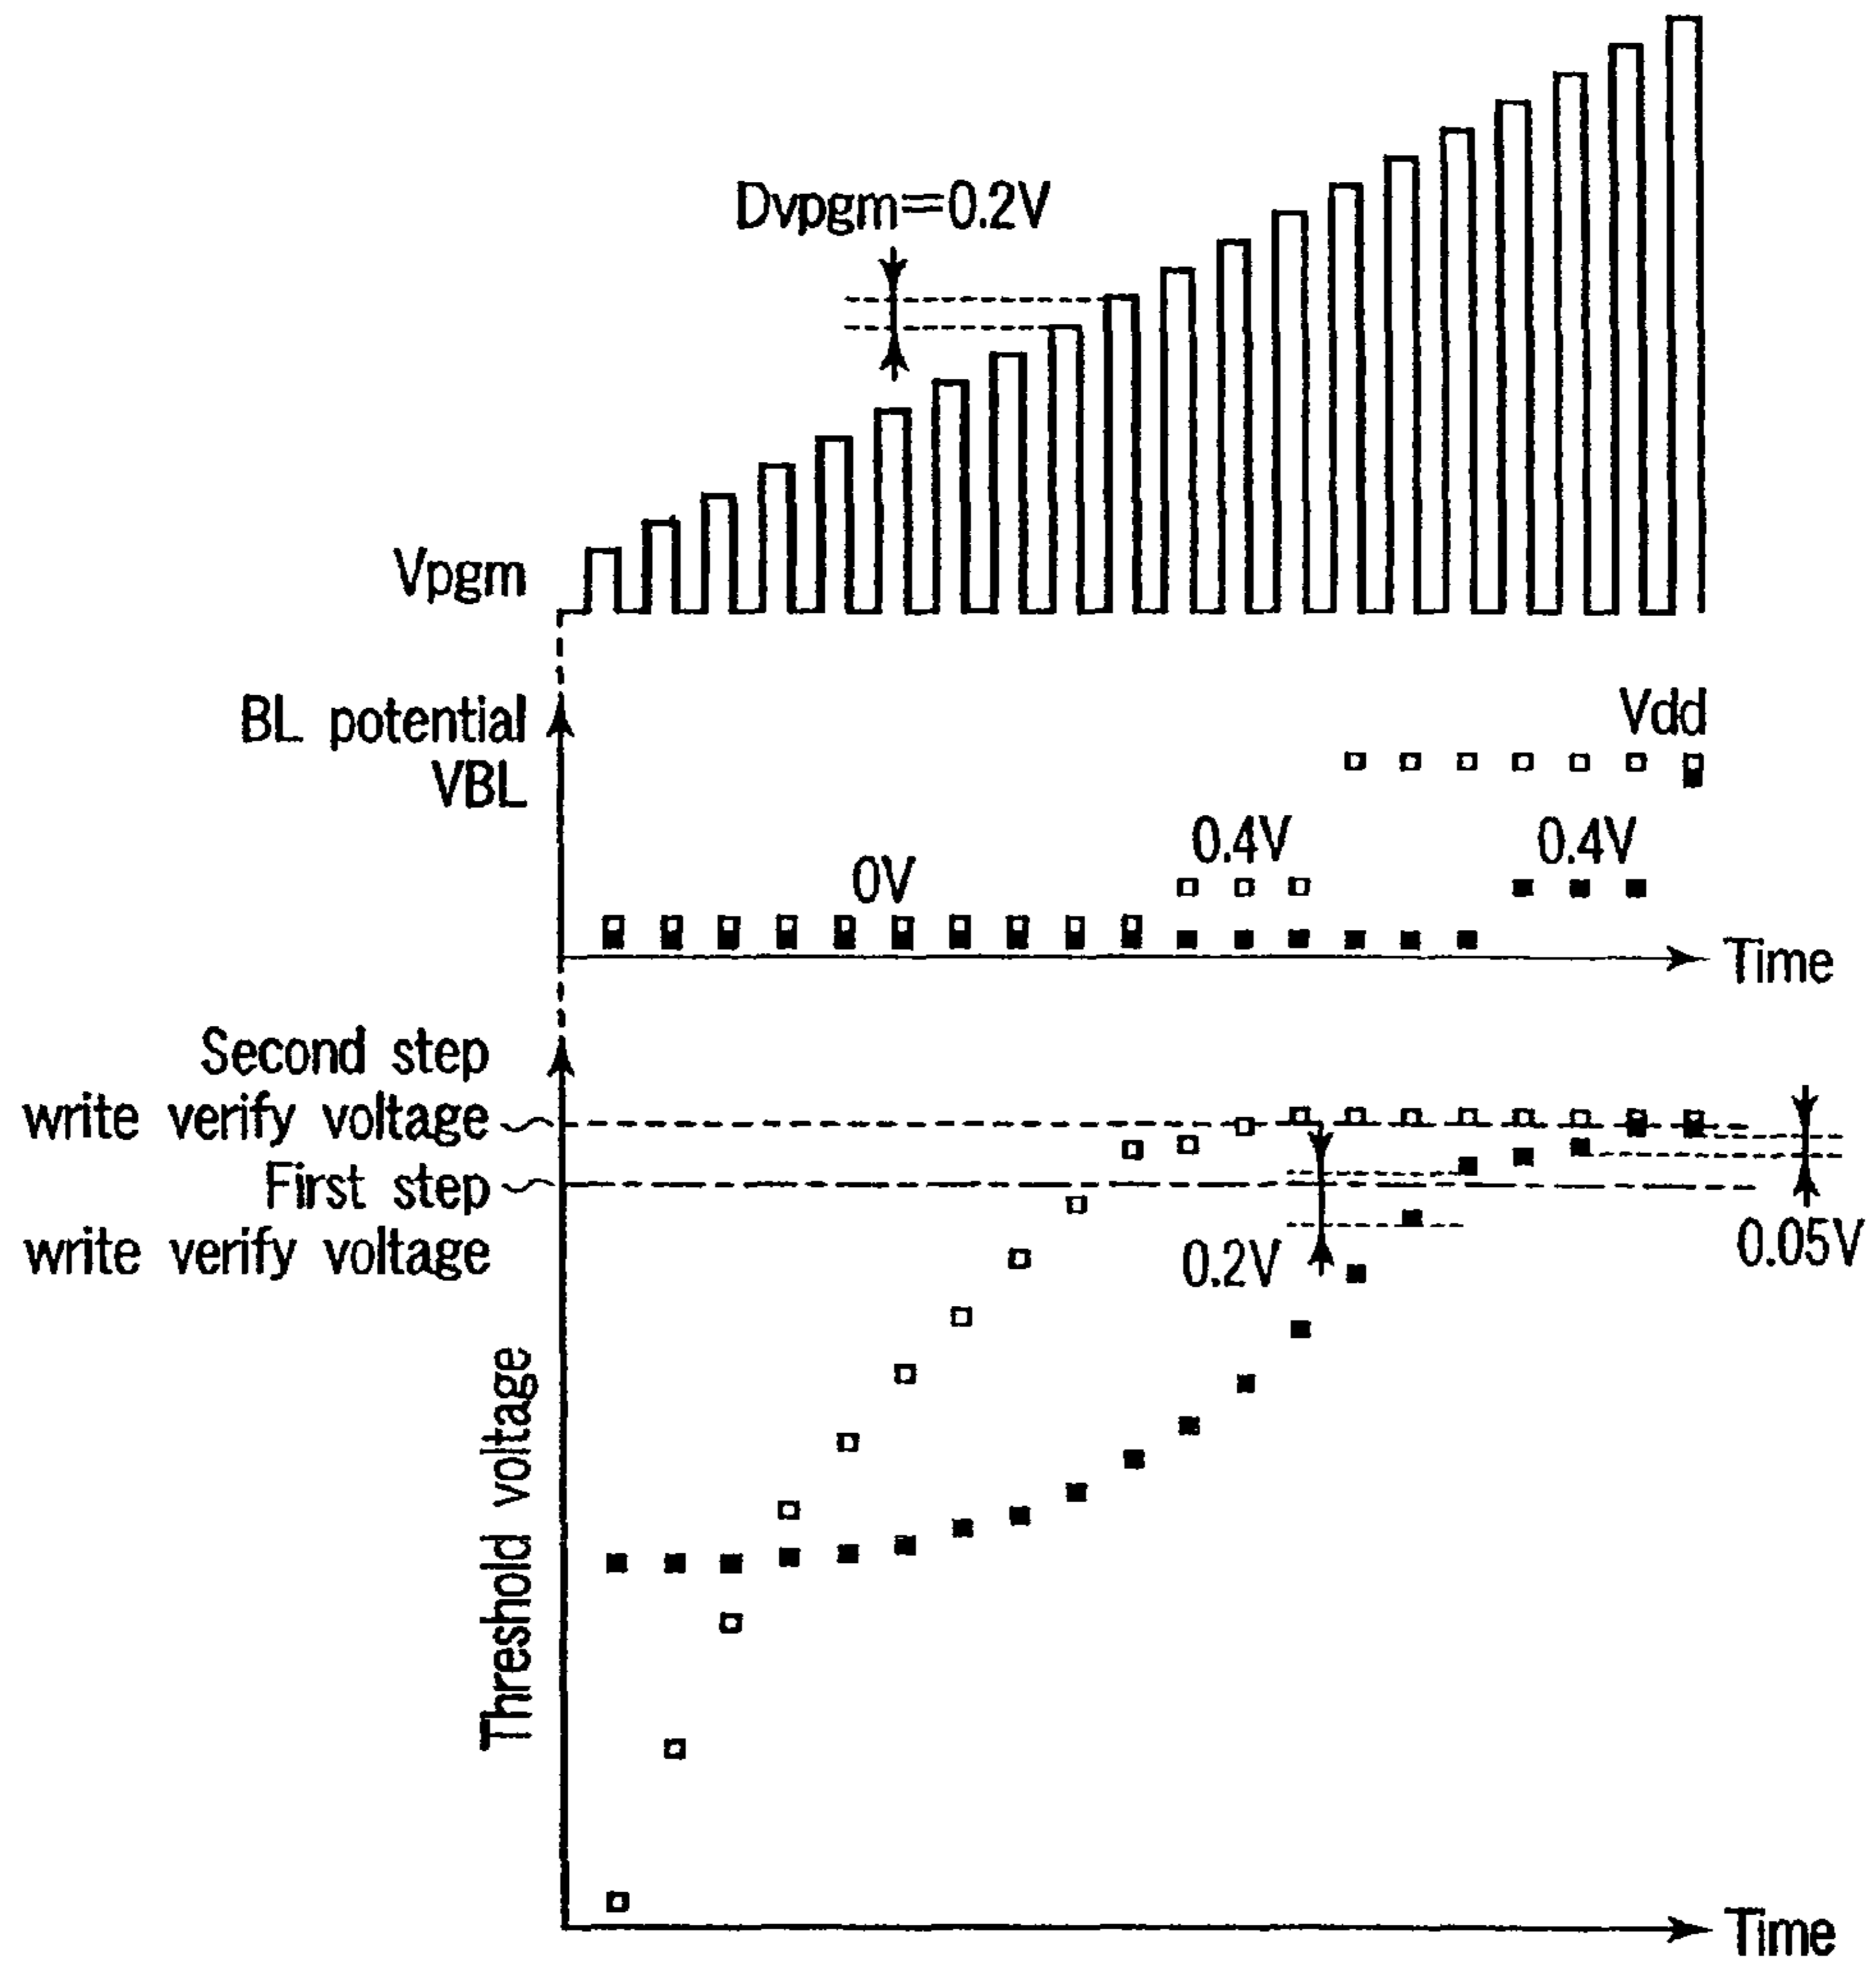 Dvpgm=0.2V
Vpgm
BL potential
VBL
Vdd
0.4V
0.4V
0V
Time
Second step
write verify voltage
First step
write verify voltage
0.2V
0.05V
Threshold voltage
Time